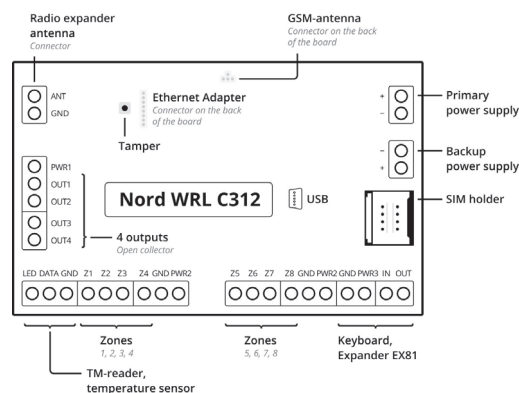 Radio expander
antenna
Connector
GSM-antenna
Connector on the back
of the board
ANT
GND
Ethernet Adapter
Connector on the back
of the board
Tamper
+
−
Primary
power supply
−
+
Backup
power supply
PWR1
OUT1
OUT2
OUT3
OUT4
4 outputs
Open collector
Nord WRL C312
USB
SIM holder
LED DATA GND Z1 Z2 Z3 Z4 GND PWR2
Z5 Z6 Z7 Z8 GND PWR2 GND PWR3 IN OUT
Zones
1, 2, 3, 4
Zones
5, 6, 7, 8
Keyboard,
Expander EX81
TM-reader,
temperature sensor